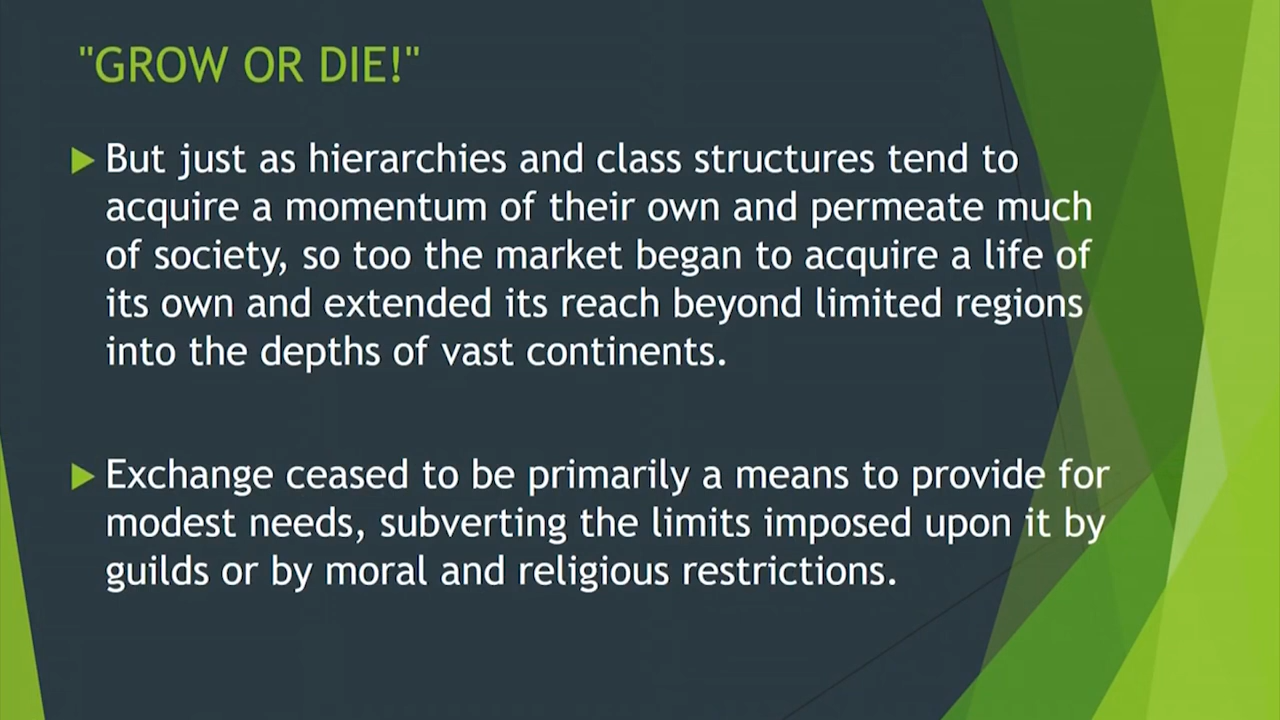 "GROW OR DIE!"
But just as hierarchies and class structures tend to
acquire a momentum of their own and permeate much
of society, so too the market began to acquire a life of
its own and extended its reach beyond limited regions
into the depths of vast continents.
Exchange ceased to be primarily a means to provide for
modest needs, subverting the limits imposed upon it by
guilds or by moral and religious restrictions.